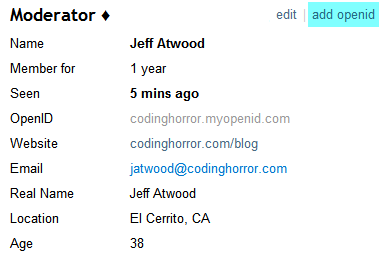 Moderator ♦ edit | add openid
Name Jeff Atwood
Member for 1 year
Seen 5 mins ago
OpenID codinghorror.myopenid.com
Website codinghorror.com/blog
Email jatwood@codinghorror.com
Real Name Jeff Atwood
Location El Cerrito, CA
Age 38